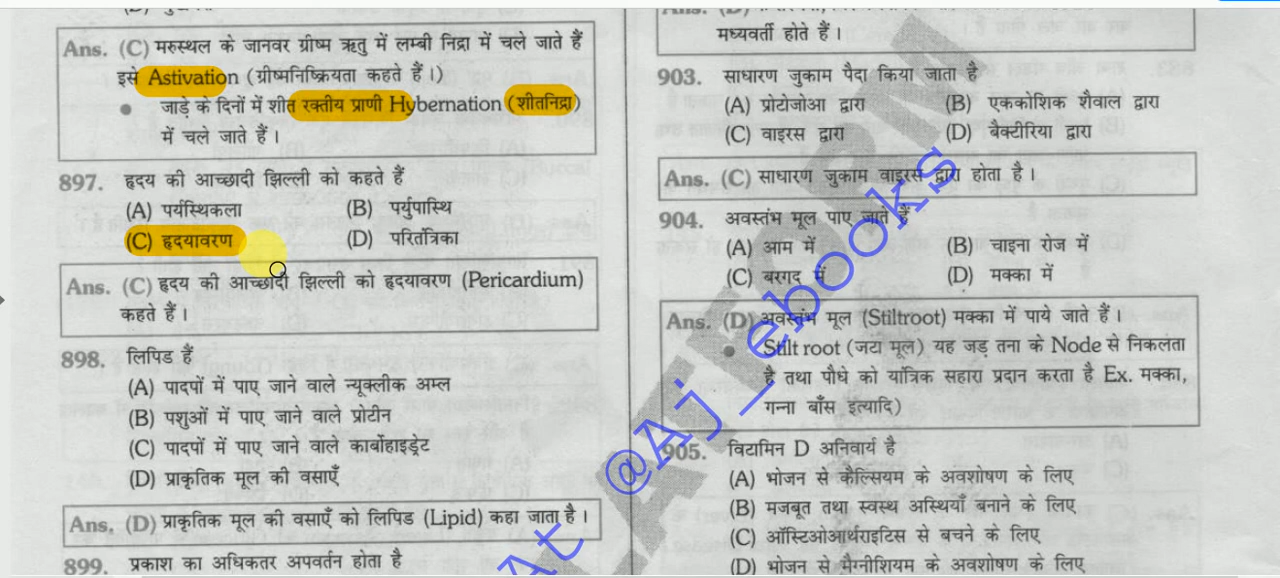 Ans. (C) मरुस्थल के जानवर ग्रीष्म ऋतु में लम्बी निद्रा में चले जाते हैं
इसे Astivation (ग्रीष्मनिष्क्रियता कहते हैं।)
• जाड़े के दिनों में शीत रक्तीय प्राणी Hybernation (शीतनिद्रा)
में चले जाते हैं।
897. हृदय की आच्छादी झिल्ली को कहते हैं
(A) पर्यस्थिकला (B) पर्युपास्थि
(C) हृदयावरण (D) परितंत्रिका
Ans. (C) हृदय की आच्छादी झिल्ली को हृदयावरण (Pericardium)
कहते हैं।
898. लिपिड हैं
(A) पादपों में पाए जाने वाले न्यूक्लीक अम्ल
(B) पशुओं में पाए जाने वाले प्रोटीन
(C) पादपों में पाए जाने वाले कार्बोहाइड्रेट
(D) प्राकृतिक मूल की वसाएँ
Ans. (D) प्राकृतिक मूल की वसाएँ को लिपिड (Lipid) कहा जाता है।
899. प्रकाश का अधिकतर अपवर्तन होता है
मध्यवर्ती होते हैं।
903. साधारण जुकाम पैदा किया जाता है
(A) प्रोटोजोआ द्वारा (B) एककोशिक शैवाल द्वारा
(C) वाइरस द्वारा (D) बैक्टीरिया द्वारा
Ans. (C) साधारण जुकाम वाइरस द्वारा होता है।
904. अवस्तंभ मूल पाए जाते हैं
(A) आम में (B) चाइना रोज में
(C) बरगद में (D) मक्का में
Ans. (D) अवस्तंभ मूल (Stiltroot) मक्का में पाये जाते हैं।
• Stilt root (जटा मूल) यह जड़ तना के Node से निकलता
है तथा पौधे को यांत्रिक सहारा प्रदान करता है Ex. मक्का,
गन्ना बाँस इत्यादि)
905. विटामिन D अनिवार्य है
(A) भोजन से कैल्सियम के अवशोषण के लिए
(B) मजबूत तथा स्वस्थ अस्थियाँ बनाने के लिए
(C) ऑस्टिओआर्थराइटिस से बचने के लिए
(D) भोजन से मैग्नीशियम के अवशोषण के लिए
At @Aj_ebooks